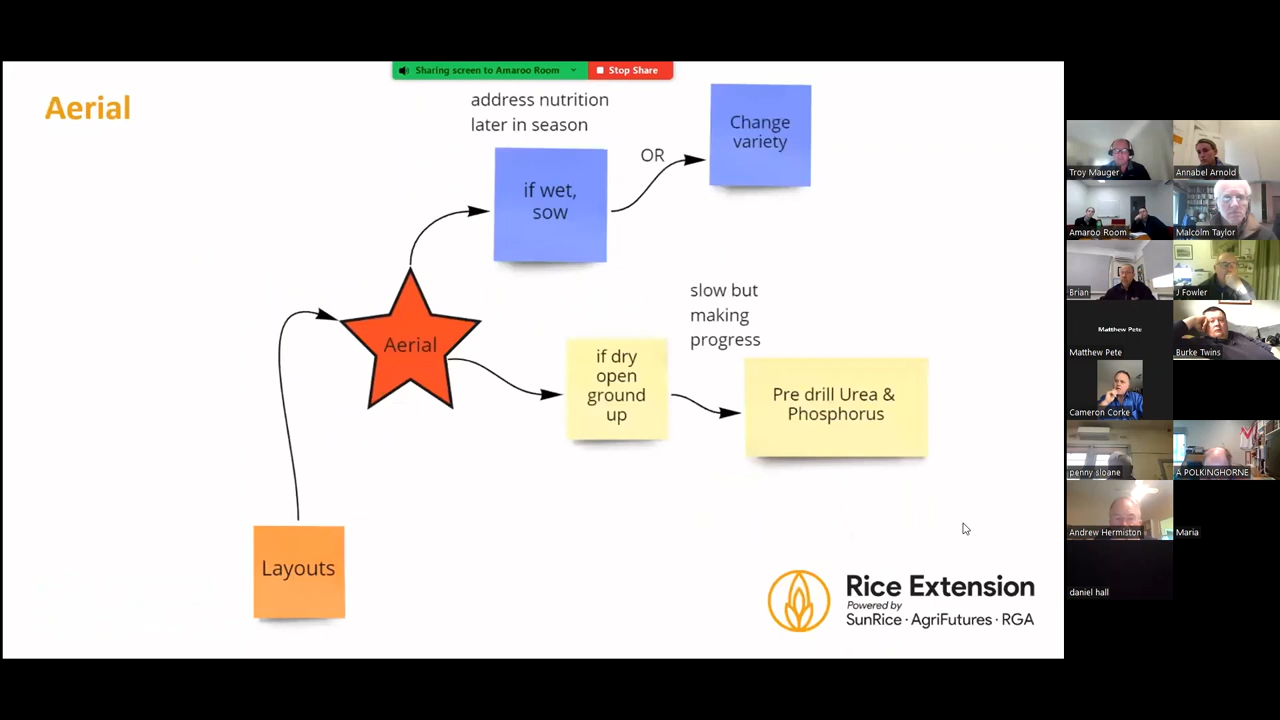 Sharing screen to Amaroo Room
Stop Share
Aerial
address nutrition
later in season
Change
variety
OR
if wet,
sow
slow but
making
progress
Aerial
if dry
open
ground
up
Pre drill Urea &
Phosphorus
Layouts
Rice Extension
Powered by
SunRice · AgriFutures · RGA
Troy Mauger
Annabel Arnold
Amaroo Room
Malcolm Taylor
Brian
J Fowler
Matthew Pete
Matthew Pete
Burke Twins
Cameron Corke
penny sloane
A POLKINGHORNE
Andrew Hermiston
Maria
daniel hall